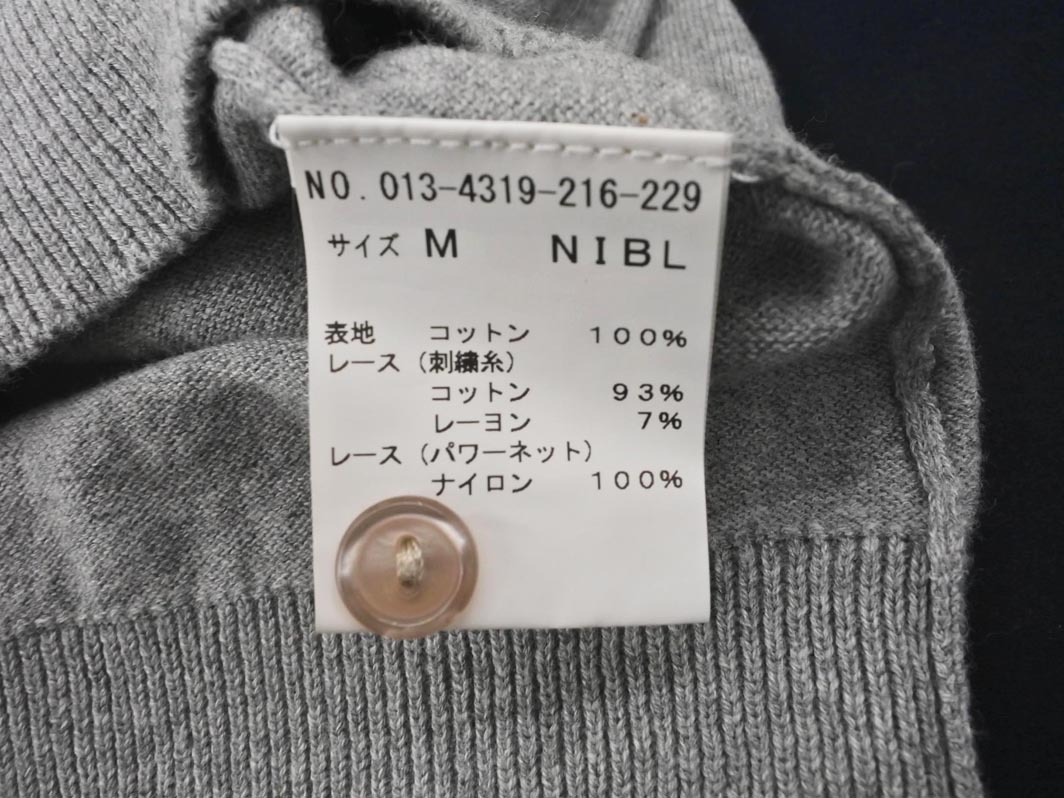 NO. 013-4319-216-229
サイズ M NIBL
表地 コットン 100%
レース(刺繍糸)
コットン 93%
レーヨン 7%
レース(パワーネット)
ナイロン 100%